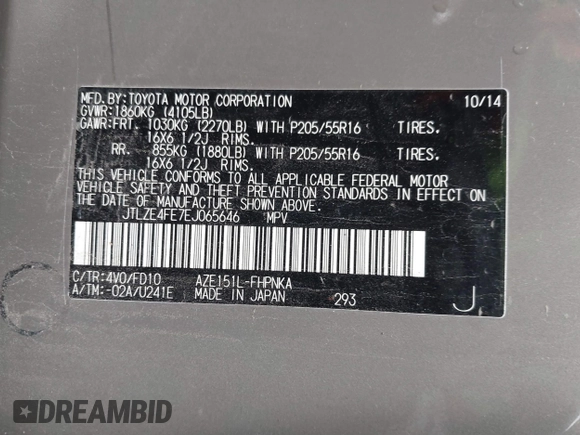 MFD. BY: TOYOTA MOTOR CORPORATION 10/14
GVWR: 1860KG (4105LB)
GAWR: FRT. 1030KG (2270LB) WITH P205/55R16 TIRES.
16X6 1/2J RIMS.
RR. 855KG (1880LB) WITH P205/55R16 TIRES.
16X6 1/2J RIMS.
THIS VEHICLE CONFORMS TO ALL APPLICABLE FEDERAL MOTOR
VEHICLE SAFETY AND THEFT PREVENTION STANDARDS IN EFFECT ON
THE DATE OF MANUFACTURE SHOWN ABOVE.
JTLZE4FE7EJ065646 MPV
C/TR: 4V0/FD10 AZE151L-FHPNKA
A/TM: -02A/U241E MADE IN JAPAN 293 J
DREAMBID